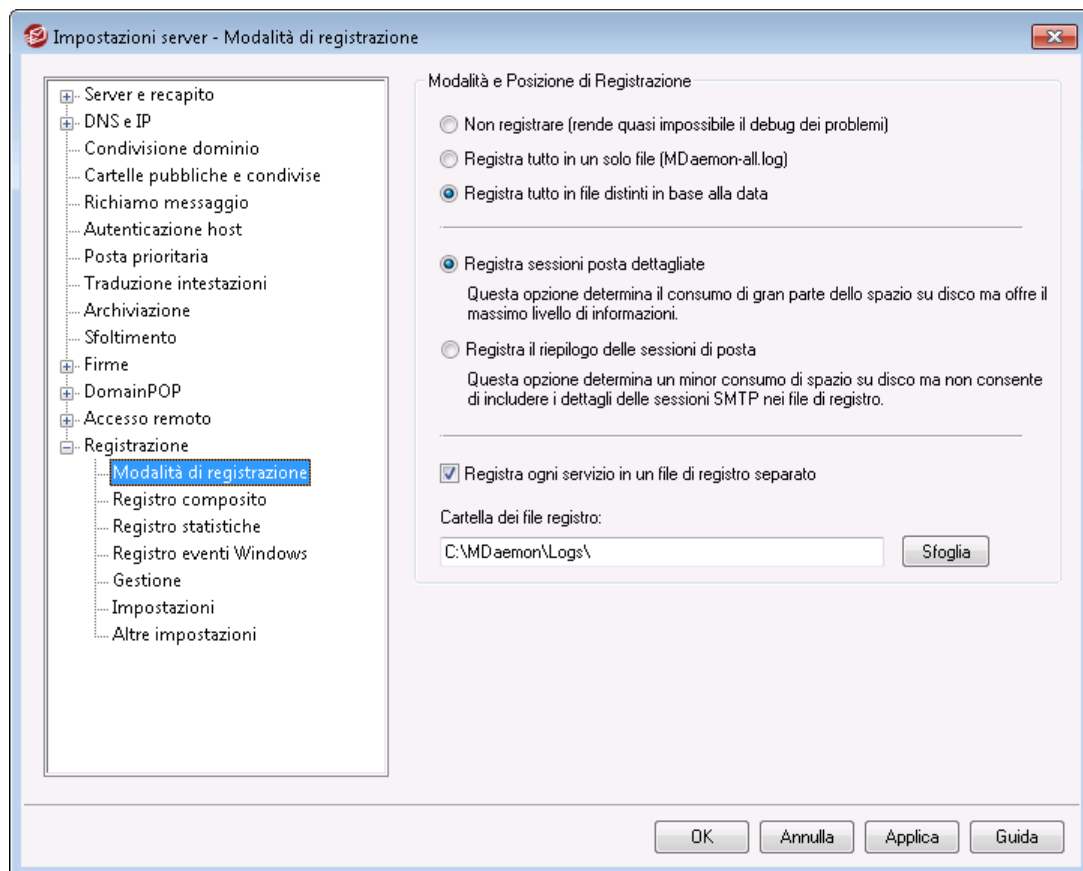 Impostazioni server - Modalità di registrazione
Server e recapito
DNS e IP
Condivisione dominio
Cartelle pubbliche e condivise
Richiamo messaggio
Autenticazione host
Posta prioritaria
Traduzione intestazioni
Archiviazione
Sfoltimento
Firme
DomainPOP
Accesso remoto
Registrazione
Modalità di registrazione
Registro composito
Registro statistiche
Registro eventi Windows
Gestione
Impostazioni
Altre impostazioni
Modalità e Posizione di Registrazione
Non registrare (rende quasi impossibile il debug dei problemi)
Registra tutto in un solo file (MDaemon-all.log)
Registra tutto in file distinti in base alla data
Registra sessioni posta dettagliate
Questa opzione determina il consumo di gran parte dello spazio su disco ma offre il
massimo livello di informazioni.
Registra il riepilogo delle sessioni di posta
Questa opzione determina un minor consumo di spazio su disco ma non consente
di includere i dettagli delle sessioni SMTP nei file di registro.
Registra ogni servizio in un file di registro separato
Cartella dei file registro:
C:\MDaemon\Logs\
Sfoglia
OK
Annulla
Applica
Guida